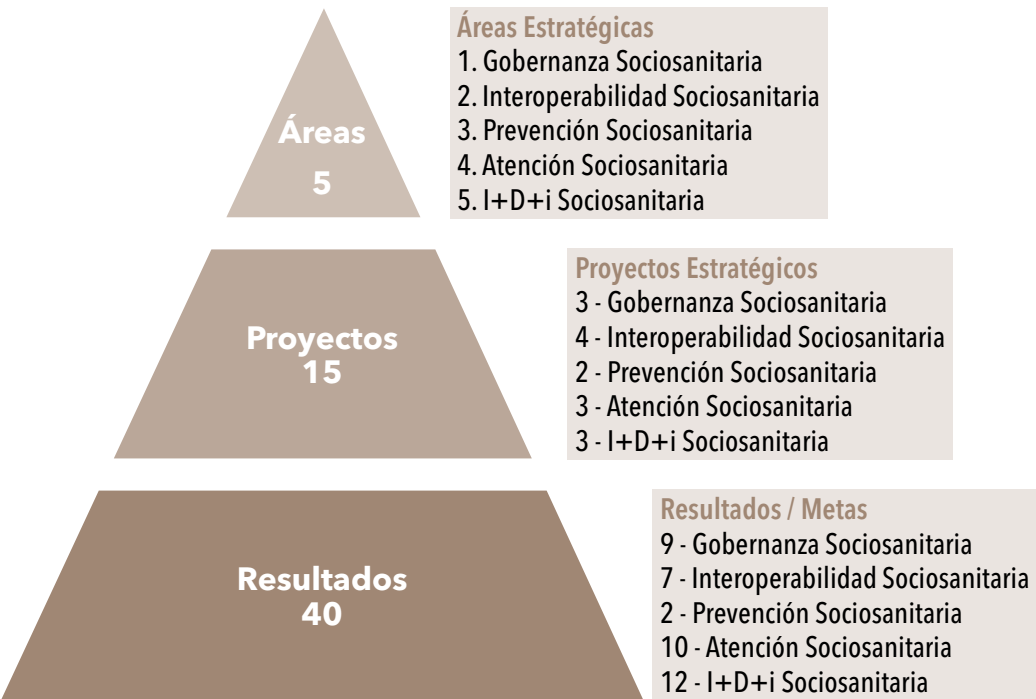 Áreas
5
Áreas Estratégicas
1. Gobernanza Sociosanitaria
2. Interoperabilidad Sociosanitaria
3. Prevención Sociosanitaria
4. Atención Sociosanitaria
5. I+D+i Sociosanitaria
Proyectos
15
Proyectos Estratégicos
3 - Gobernanza Sociosanitaria
4 - Interoperabilidad Sociosanitaria
2 - Prevención Sociosanitaria
3 - Atención Sociosanitaria
3 - I+D+i Sociosanitaria
Resultados
40
Resultados / Metas
9 - Gobernanza Sociosanitaria
7 - Interoperabilidad Sociosanitaria
2 - Prevención Sociosanitaria
10 - Atención Sociosanitaria
12 - I+D+i Sociosanitaria